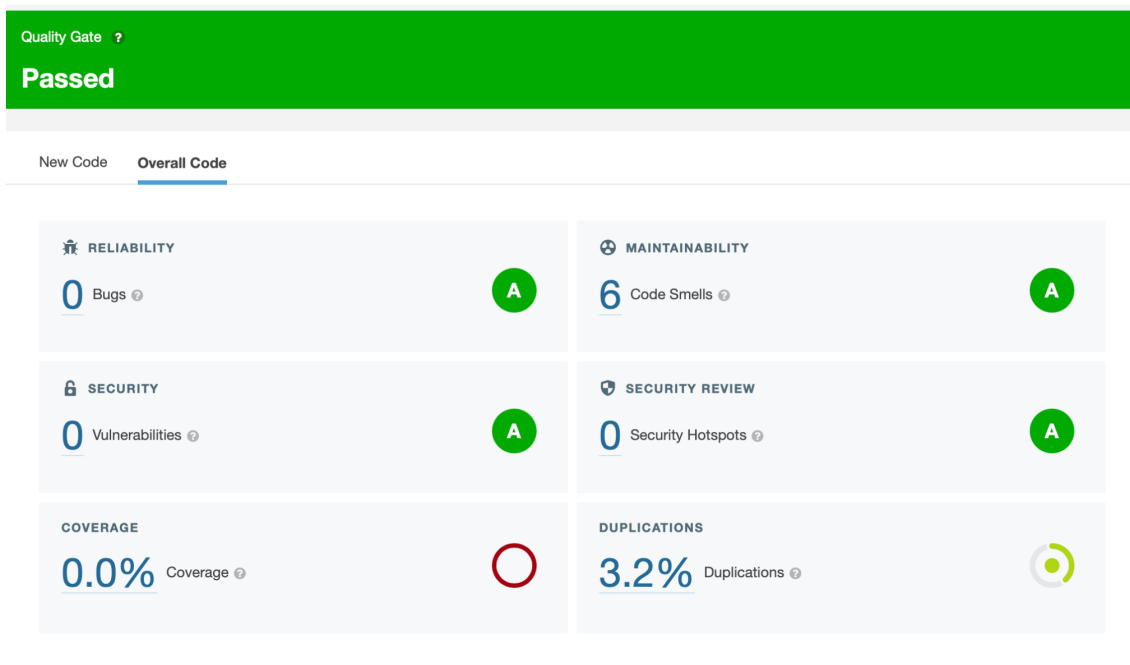 Quality Gate ?
Passed
New Code Overall Code
RELIABILITY
0 Bugs ? A
MAINTAINABILITY
6 Code Smells ? A
SECURITY
0 Vulnerabilities ? A
SECURITY REVIEW
0 Security Hotspots ? A
COVERAGE
0.0% Coverage ?
DUPLICATIONS
3.2% Duplications ?